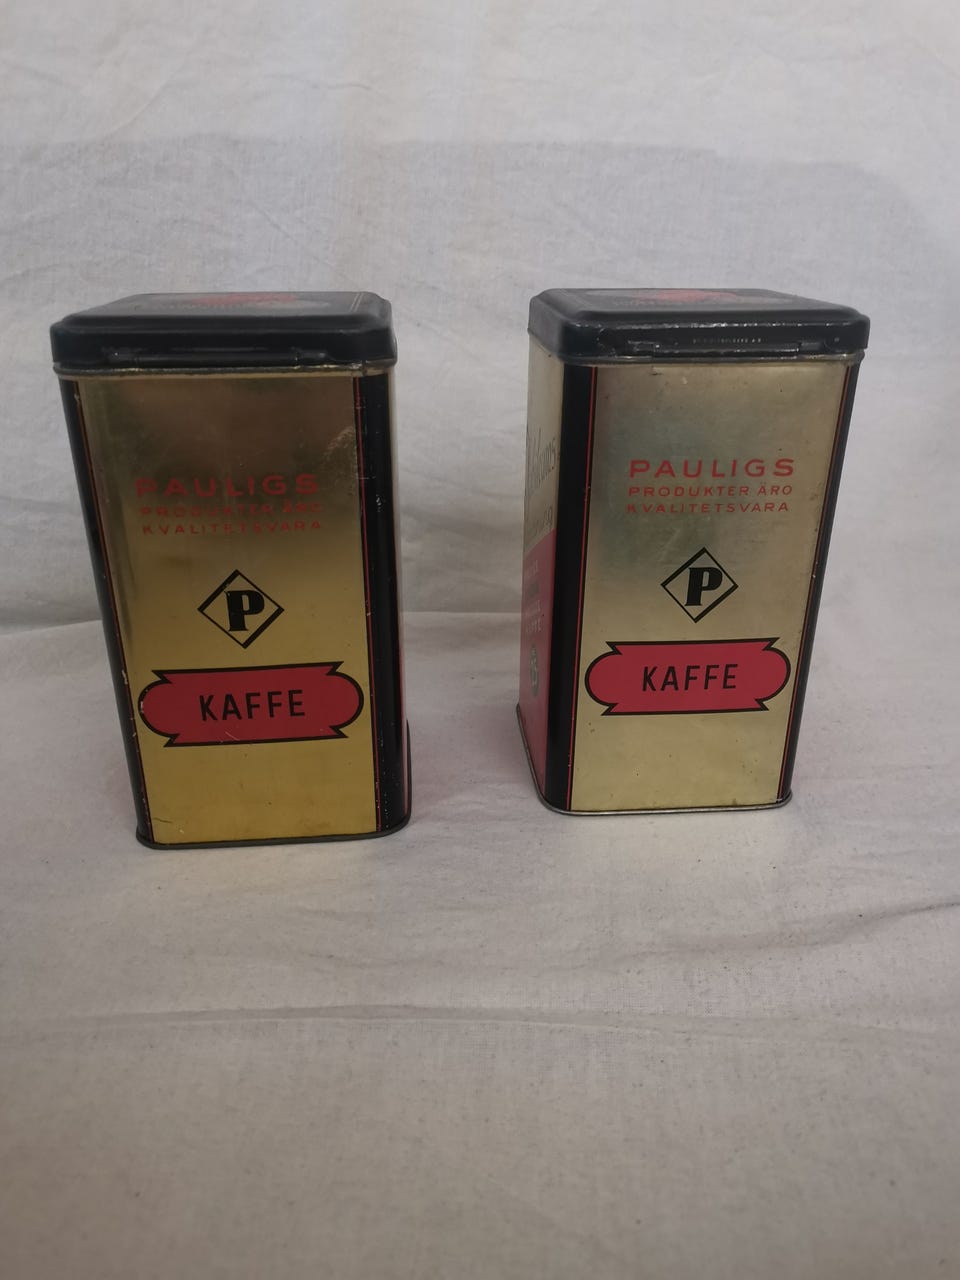 PAULIGS
PRODUKTER ÄRO
KVALITETSVARA
P
KAFFE
PAULIGS
PRODUKTER ÄRO
KVALITETSVARA
P
KAFFE